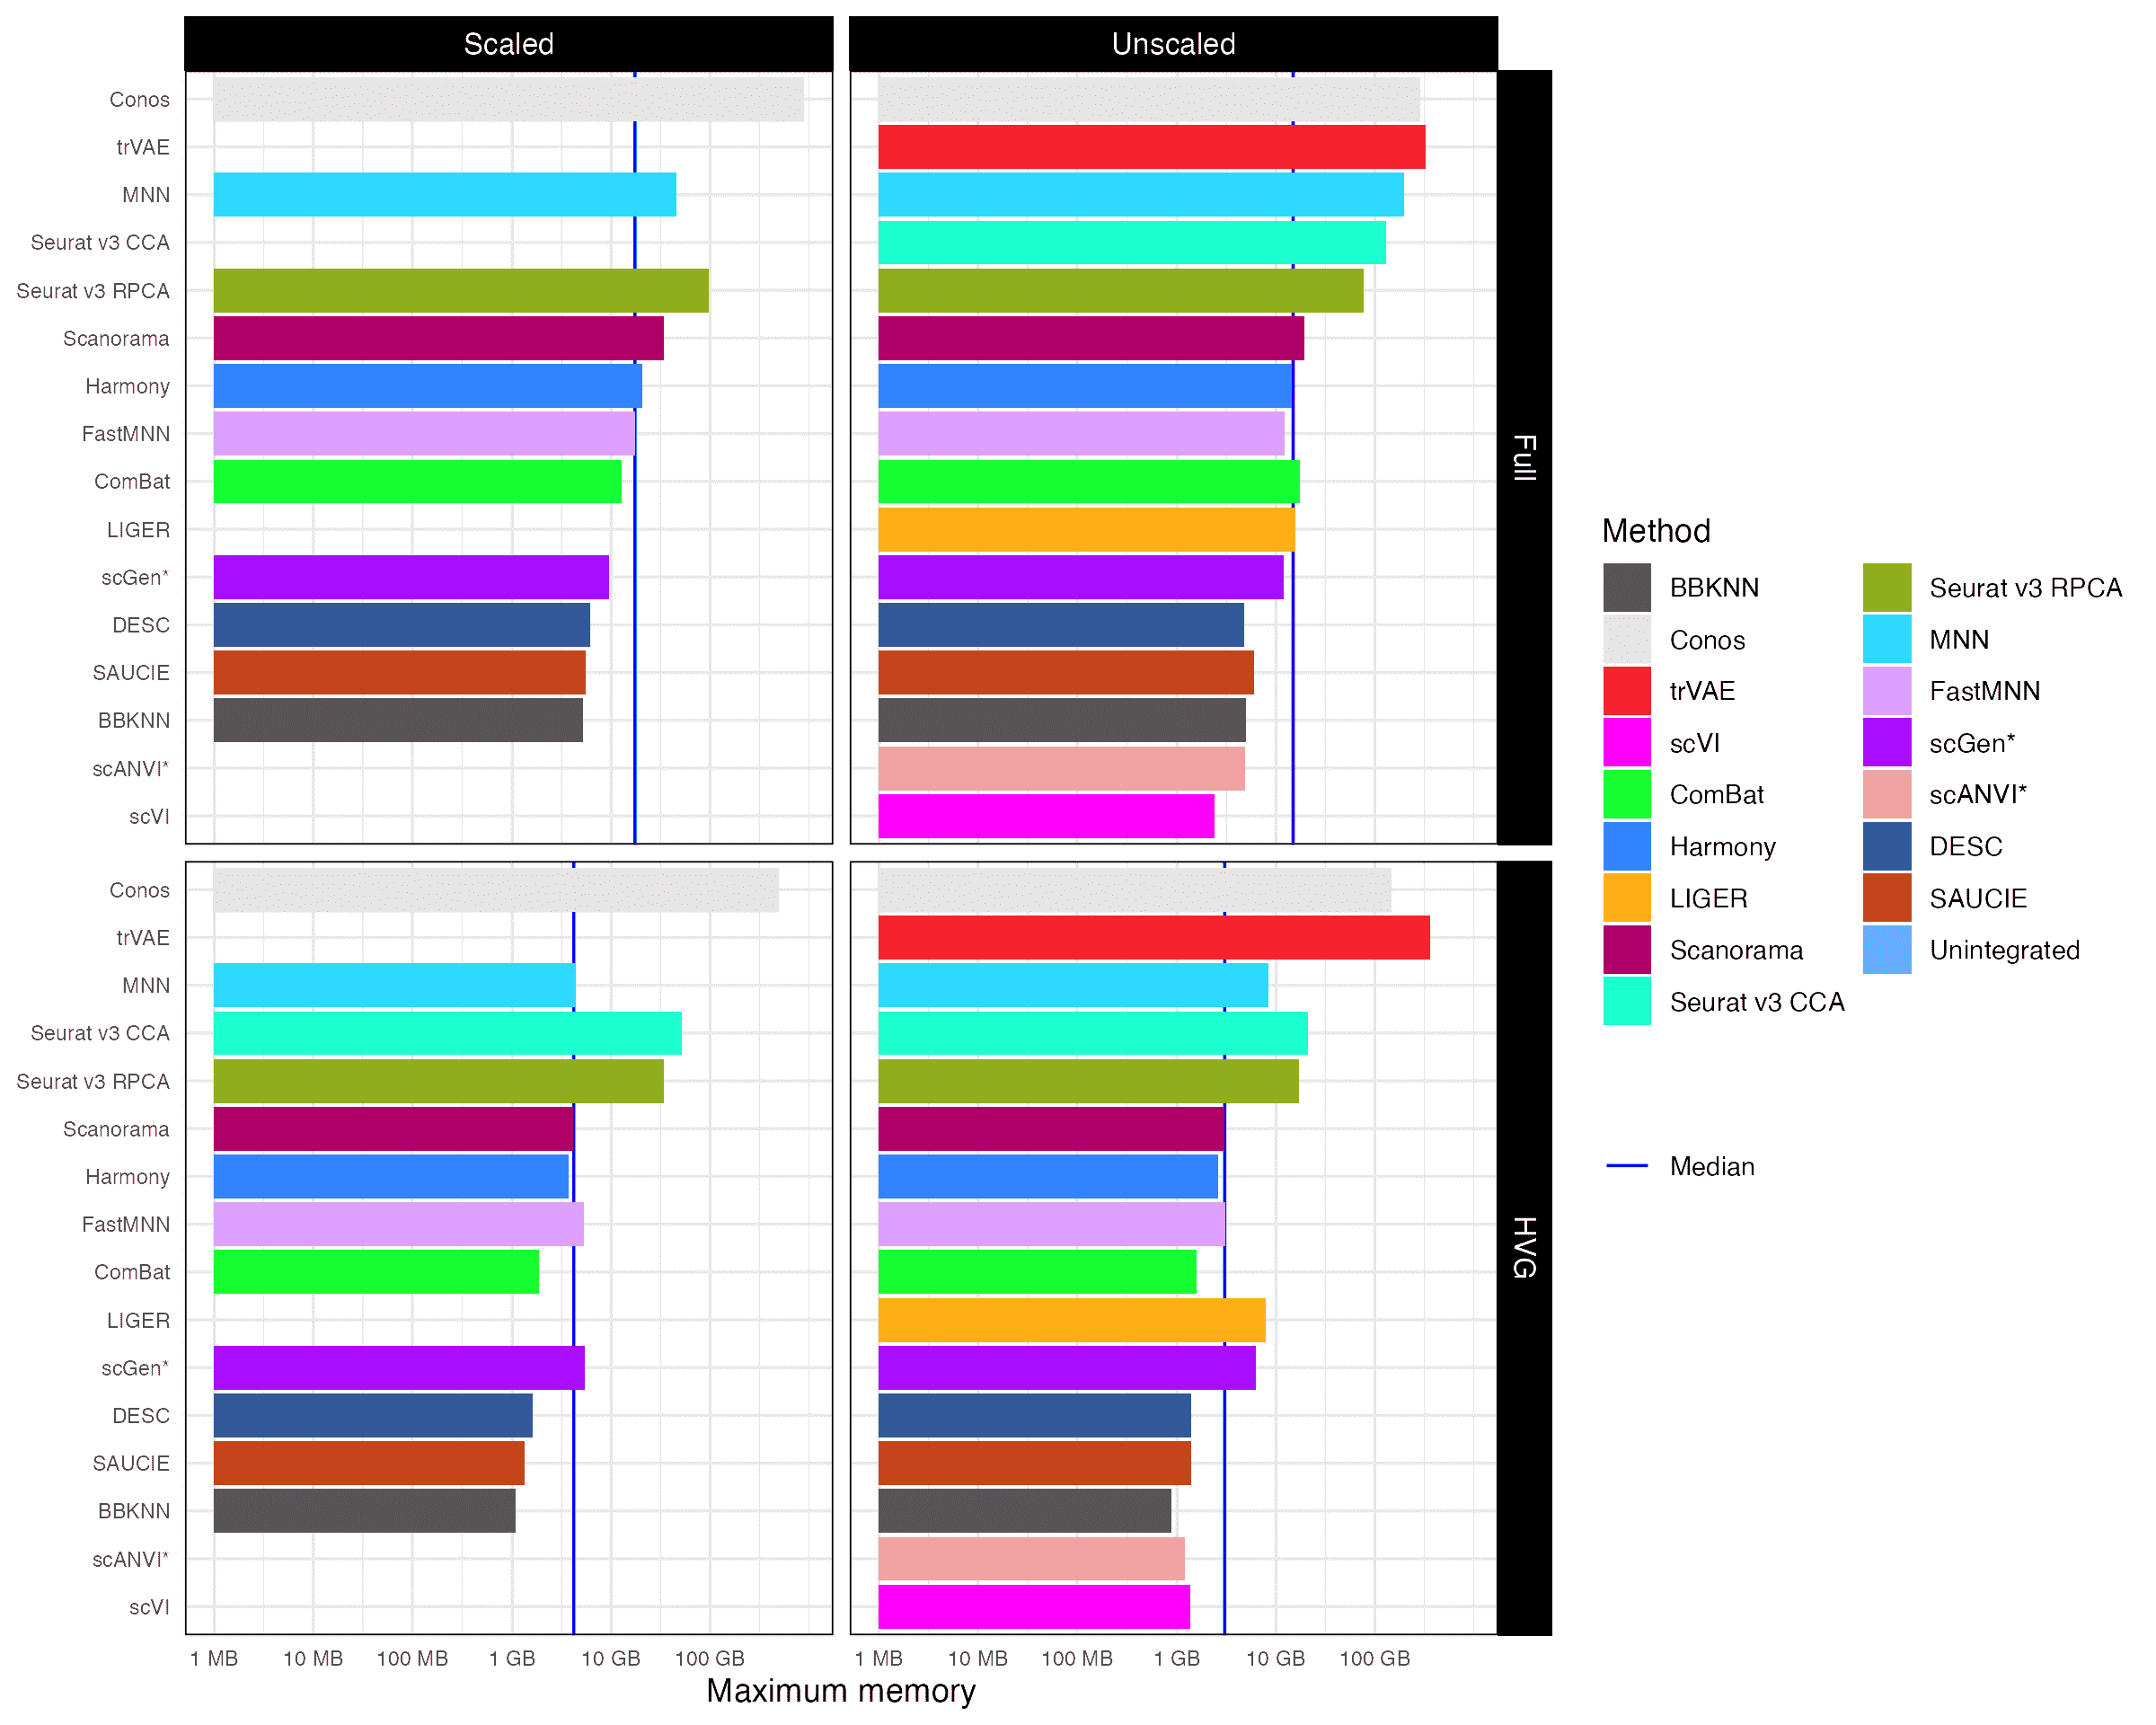 Scaled
Unscaled
Conos
trVAE
MNN
Seurat v3 CCA
Seurat v3 RPCA
Scanorama
Harmony
FastMNN
ComBat
LIGER
scGen*
DESC
SAUCIE
BBKNN
scANVI*
scVI
Full
Conos
trVAE
MNN
Seurat v3 CCA
Seurat v3 RPCA
Scanorama
Harmony
FastMNN
ComBat
LIGER
scGen*
DESC
SAUCIE
BBKNN
scANVI*
scVI
HVG
1 MB 10 MB 100 MB 1 GB 10 GB 100 GB
1 MB 10 MB 100 MB 1 GB 10 GB 100 GB
Maximum memory
Method
BBKNN
Conos
trVAE
scVI
ComBat
Harmony
LIGER
Scanorama
Seurat v3 CCA
Seurat v3 RPCA
MNN
FastMNN
scGen*
scANVI*
DESC
SAUCIE
Unintegrated
Median